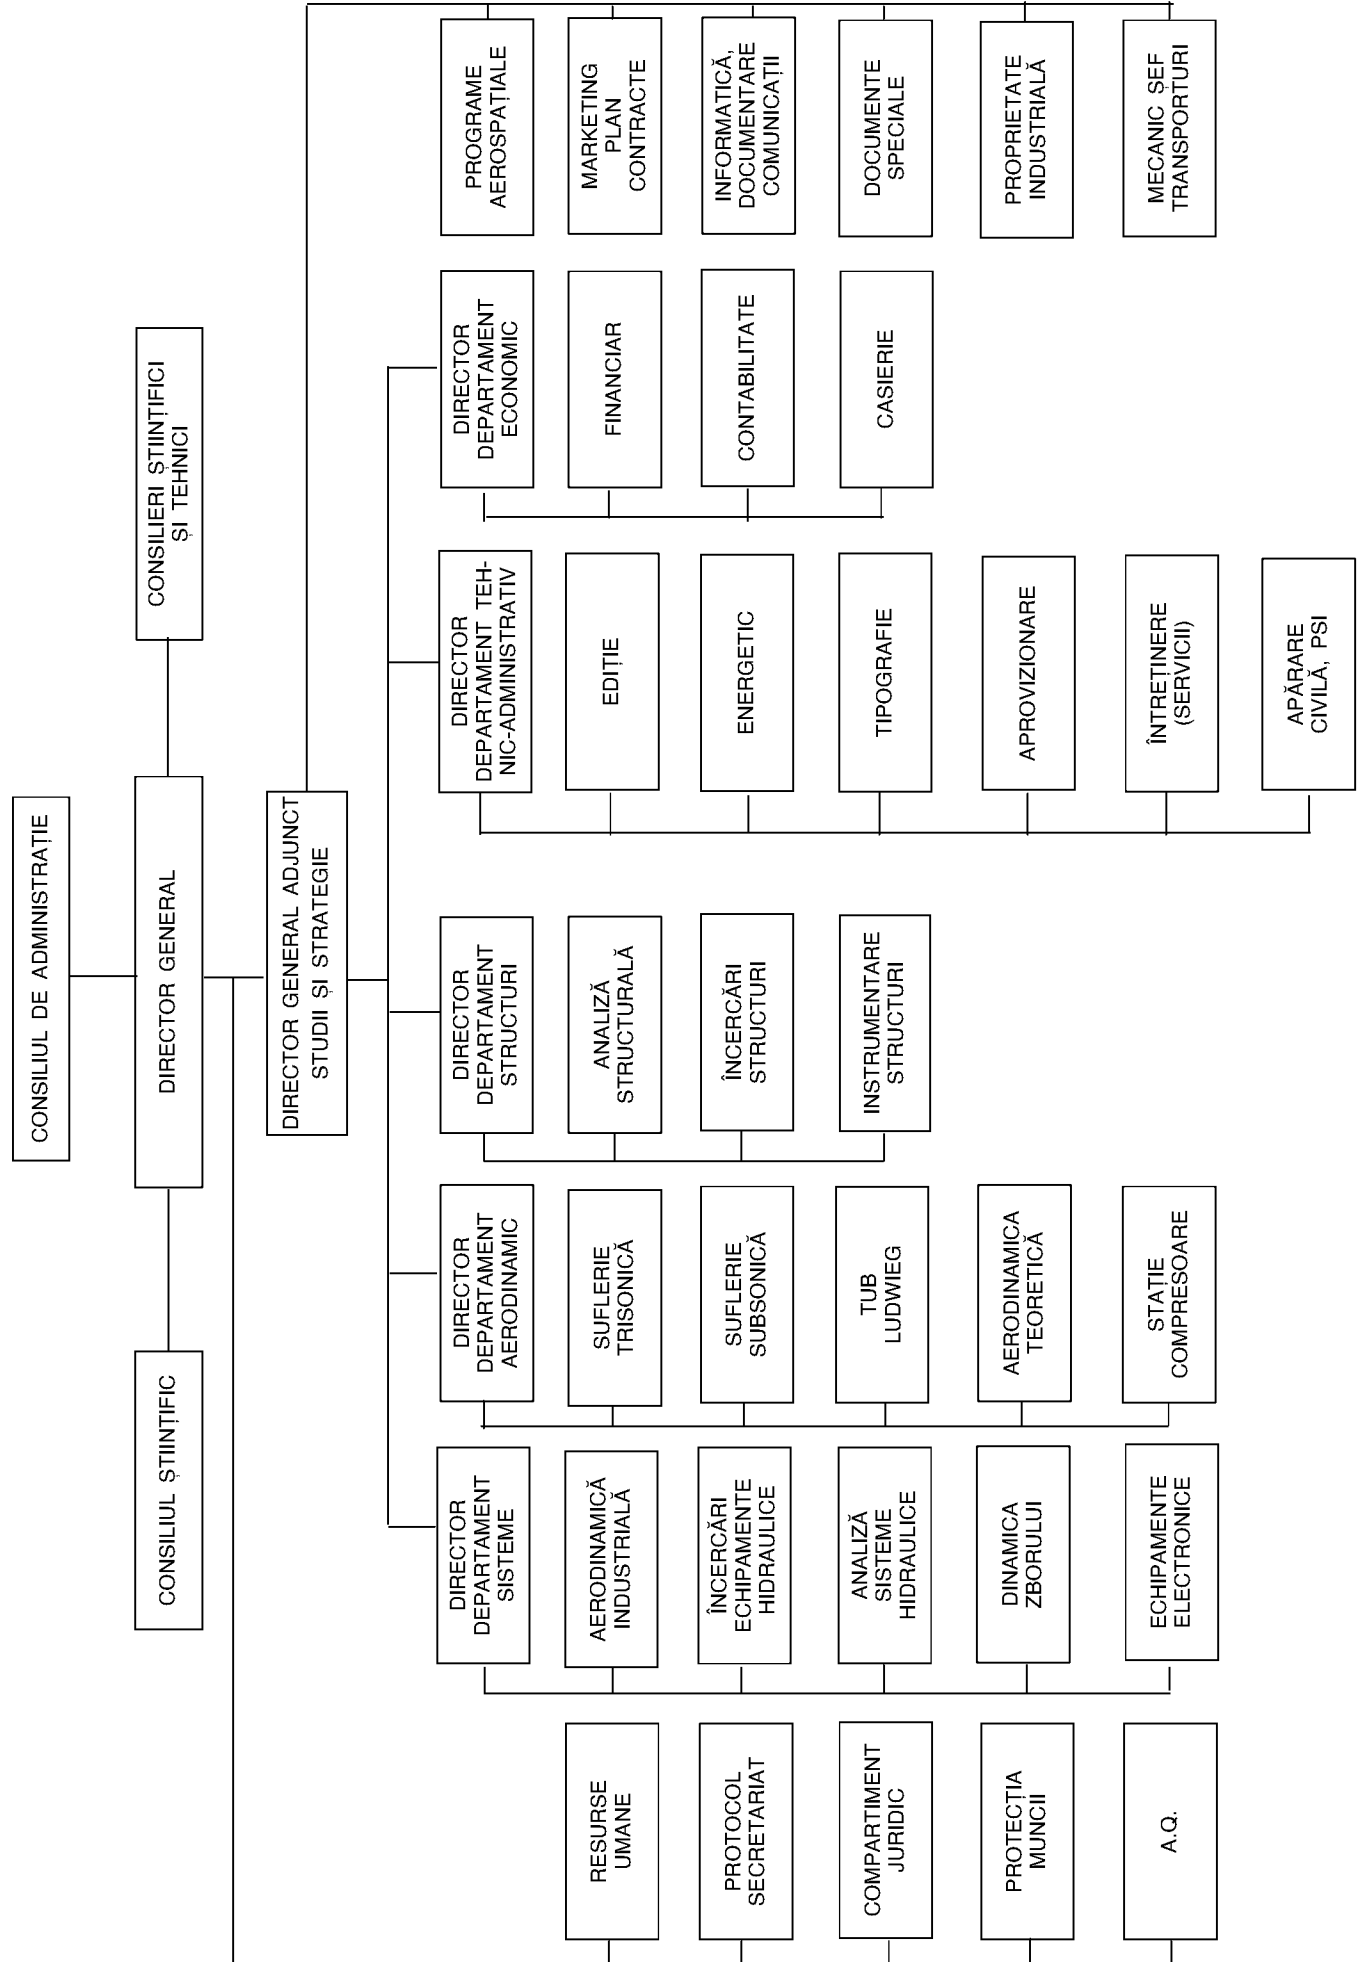 CONSILIUL DE ADMINISTRAȚIE
CONSILIUL ȘTIINȚIFIC
DIRECTOR GENERAL
CONSILIERI ȘTIINȚIFICI
ȘI TEHNICI
DIRECTOR GENERAL ADJUNCT
STUDII ȘI STRATEGIE
RESURSE
UMANE
PROTOCOL
SECRETARIAT
COMPARTIMENT
JURIDIC
PROTECȚIA
MUNCII
A.Q.
DIRECTOR
DEPARTAMENT
SISTEME
AERODINAMICĂ
INDUSTRIALĂ
ÎNCERCĂRI
ECHIPAMENTE
HIDRAULICE
ANALIZĂ
SISTEME
HIDRAULICE
DINAMICA
ZBORULUI
ECHIPAMENTE
ELECTRONICE
DIRECTOR
DEPARTAMENT
AERODINAMIC
SUFLERIE
TRISONICĂ
SUFLERIE
SUBSONICĂ
TUB
LUDWIEG
AERODINAMICA
TEORETICĂ
STAȚIE
COMPRESOARE
DIRECTOR
DEPARTAMENT
STRUCTURI
ANALIZĂ
STRUCTURALĂ
ÎNCERCĂRI
STRUCTURI
INSTRUMENTARE
STRUCTURI
DIRECTOR
DEPARTAMENT TEH-
NIC-ADMINISTRATIV
EDIȚIE
ENERGETIC
TIPOGRAFIE
APROVIZIONARE
ÎNTREȚINERE
(SERVICII)
APĂRARE
CIVILĂ, PSI
DIRECTOR
DEPARTAMENT
ECONOMIC
FINANCIAR
CONTABILITATE
CASIERIE
PROGRAME
AEROSPAȚIALE
MARKETING
PLAN
CONTRACTE
INFORMATICĂ,
DOCUMENTARE
COMUNICAȚII
DOCUMENTE
SPECIALE
PROPRIETATE
INDUSTRIALĂ
MECANIC ȘEF
TRANSPORTURI